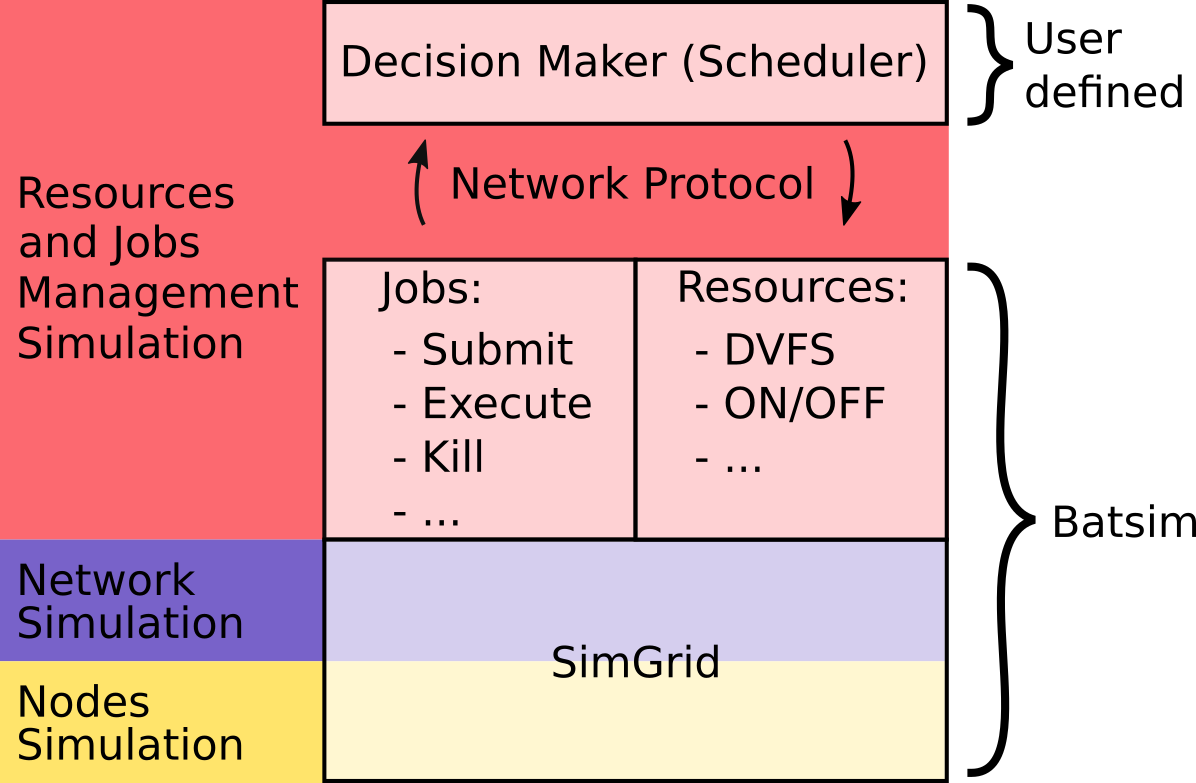 Decision Maker (Scheduler)
User
defined
Network Protocol
Resources
and Jobs
Management
Simulation
Jobs:
- Submit
- Execute
- Kill
- ...
Resources:
- DVFS
- ON/OFF
- ...
Batsim
Network
Simulation
SimGrid
Nodes
Simulation